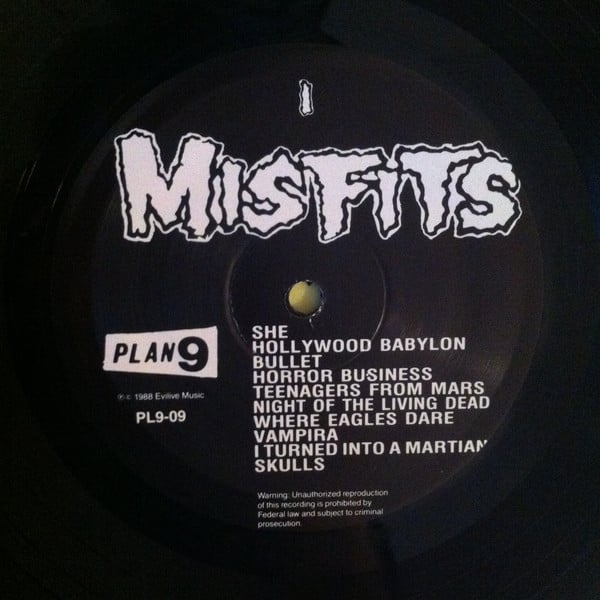 I
MISFITS
PLAN 9
℗© 1988 Evilive Music
PL9-09
SHE
HOLLYWOOD BABYLON
BULLET
HORROR BUSINESS
TEENAGERS FROM MARS
NIGHT OF THE LIVING DEAD
WHERE EAGLES DARE
VAMPIRA
I TURNED INTO A MARTIAN
SKULLS
Warning: Unauthorized reproduction
of this recording is prohibited by
Federal law and subject to criminal
prosecution.